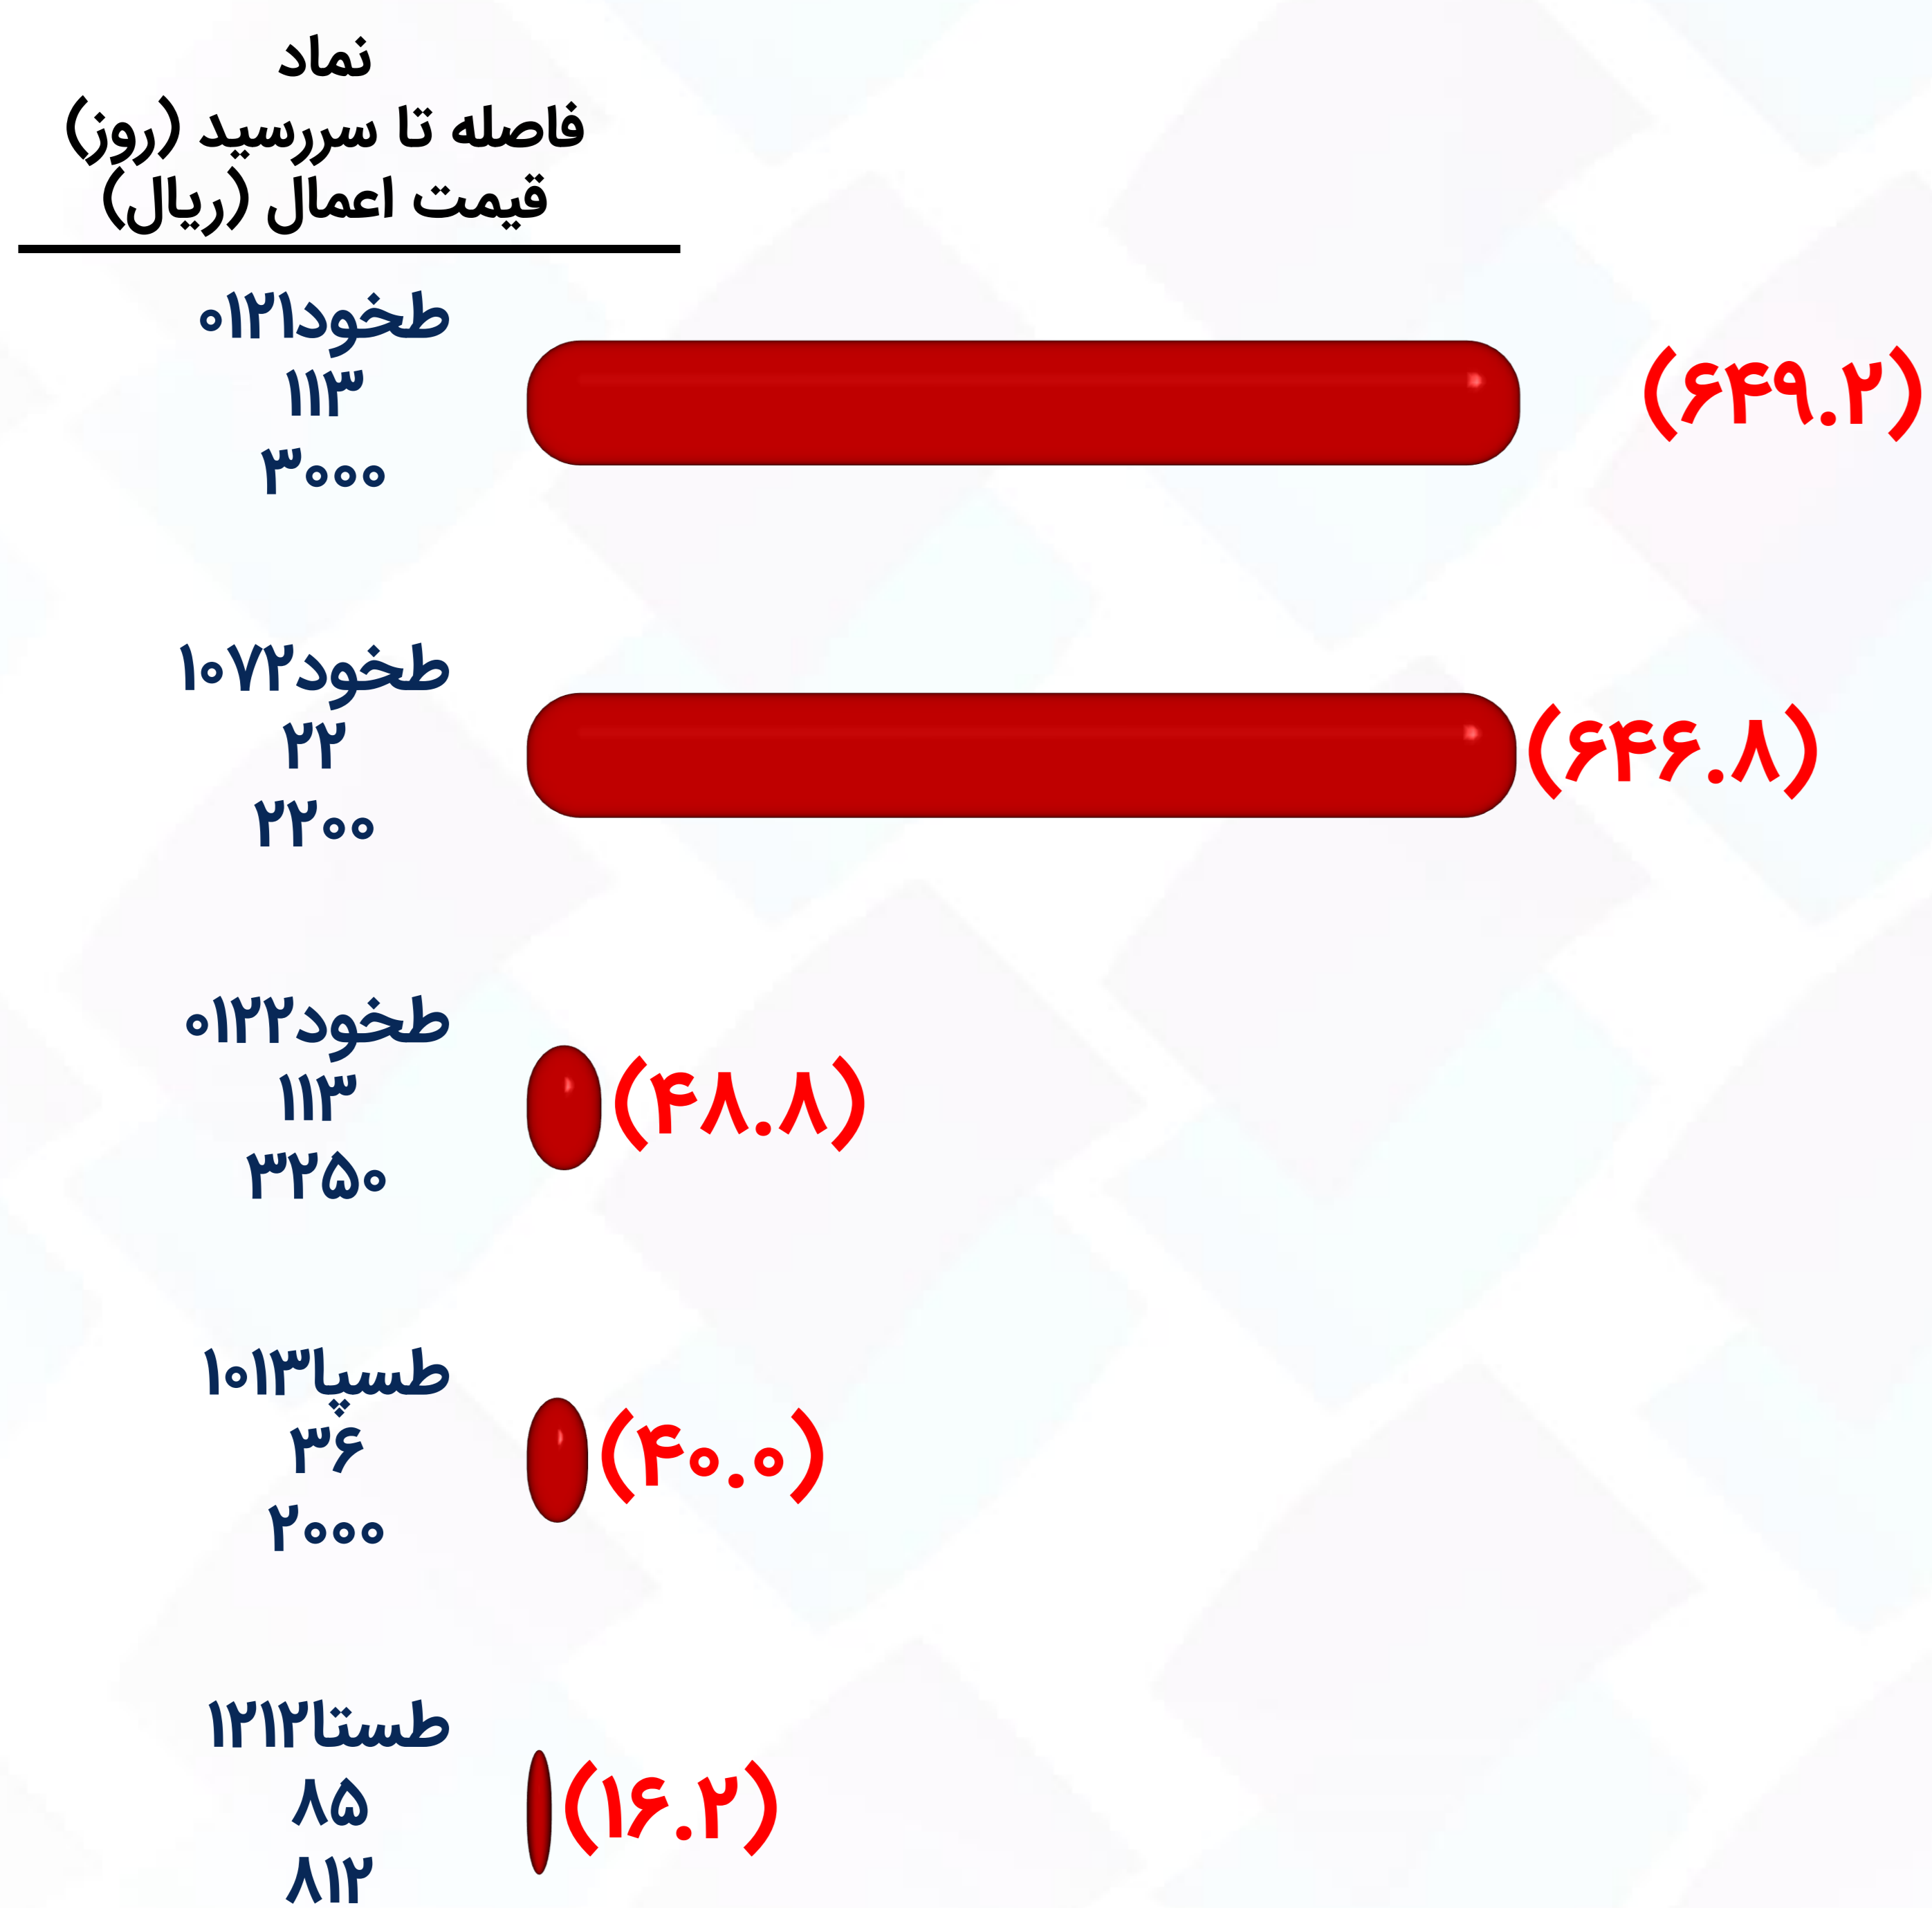 نماد
فاصله تا سررسید (روز)
قیمت اعمال (ریال)
طخود۰۱۲۱
۱۱۳
۳۰۰۰
(۶۴۹.۲)
طخود۱۰۷۲
۲۲
۲۲۰۰
(۶۴۶.۸)
طخود۰۱۲۲
۱۱۳
۳۲۵۰
(۴۸.۸)
طسپا۱۰۱۳
۳۶
۲۰۰۰
(۴۰.۰)
طستا۱۲۱۲
۸۵
۸۱۲
(۱۶.۲)